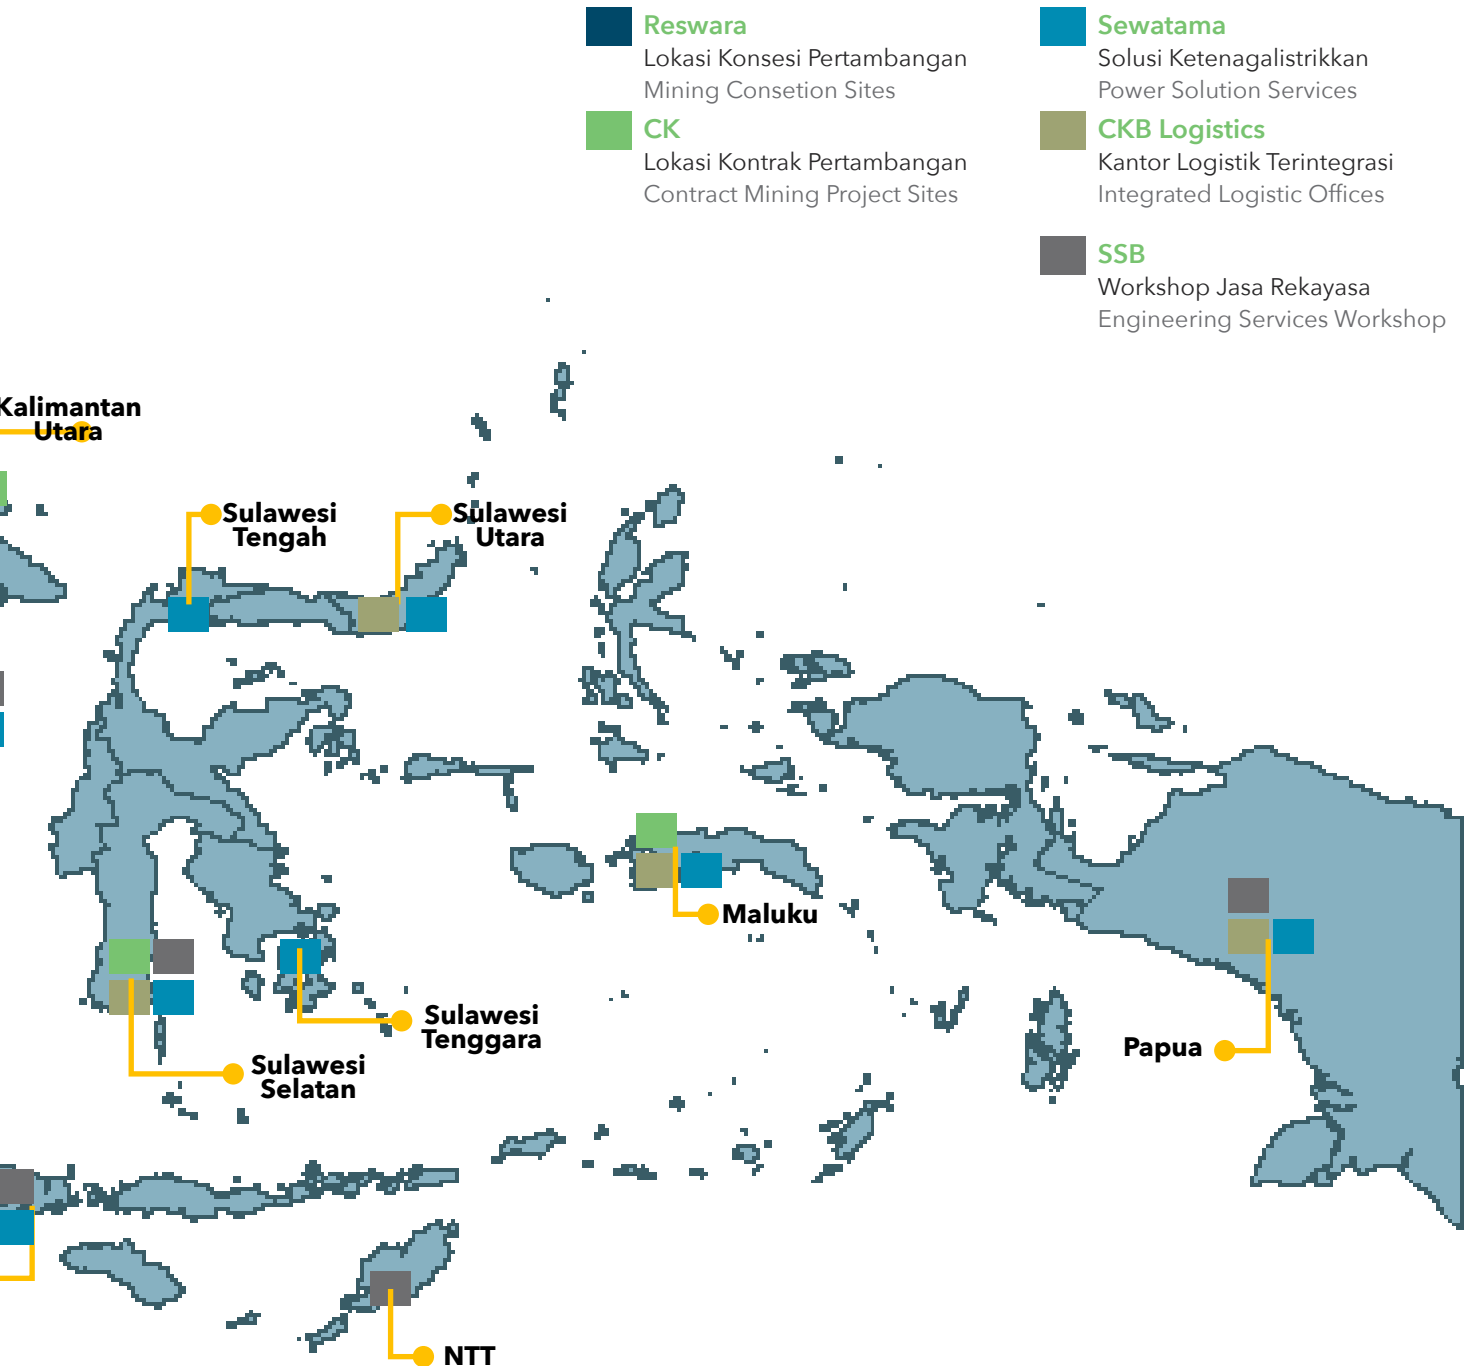 Reswara
Lokasi Konsesi Pertambangan
Mining Consetion Sites
CK
Lokasi Kontrak Pertambangan
Contract Mining Project Sites
Sewatama
Solusi Ketenagalistrikkan
Power Solution Services
CKB Logistics
Kantor Logistik Terintegrasi
Integrated Logistic Offices
SSB
Workshop Jasa Rekayasa
Engineering Services Workshop
Kalimantan
Utara
Sulawesi
Tengah
Sulawesi
Utara
Maluku
Sulawesi
Tenggara
Sulawesi
Selatan
Papua
NTT